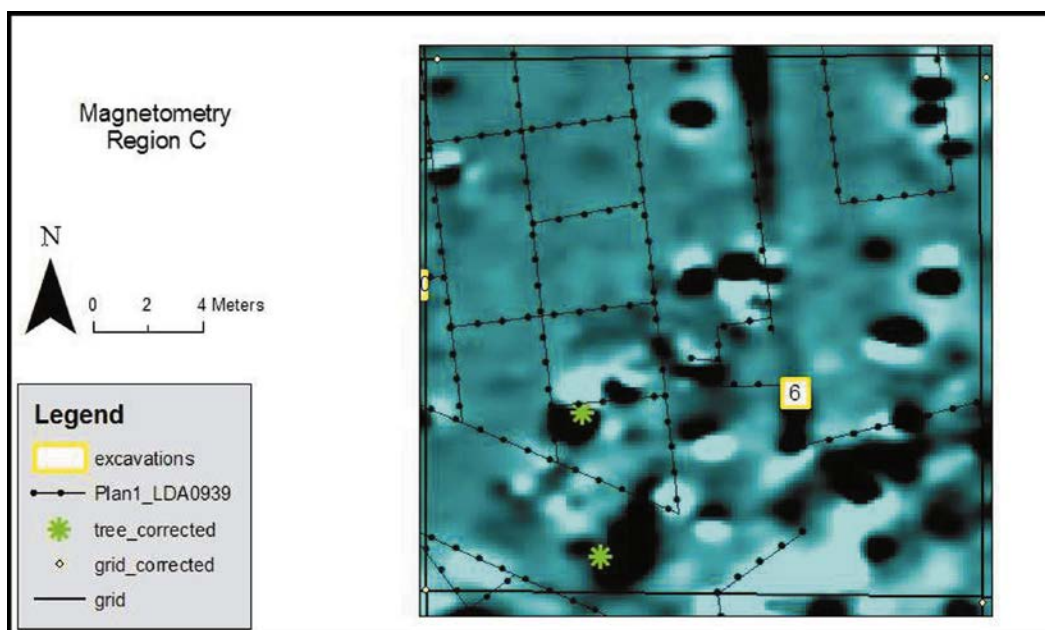 Magnetometry
Region C
N
0 2 4 Meters
6
Legend
excavations
Plan1_LDA0939
tree_corrected
grid_corrected
grid